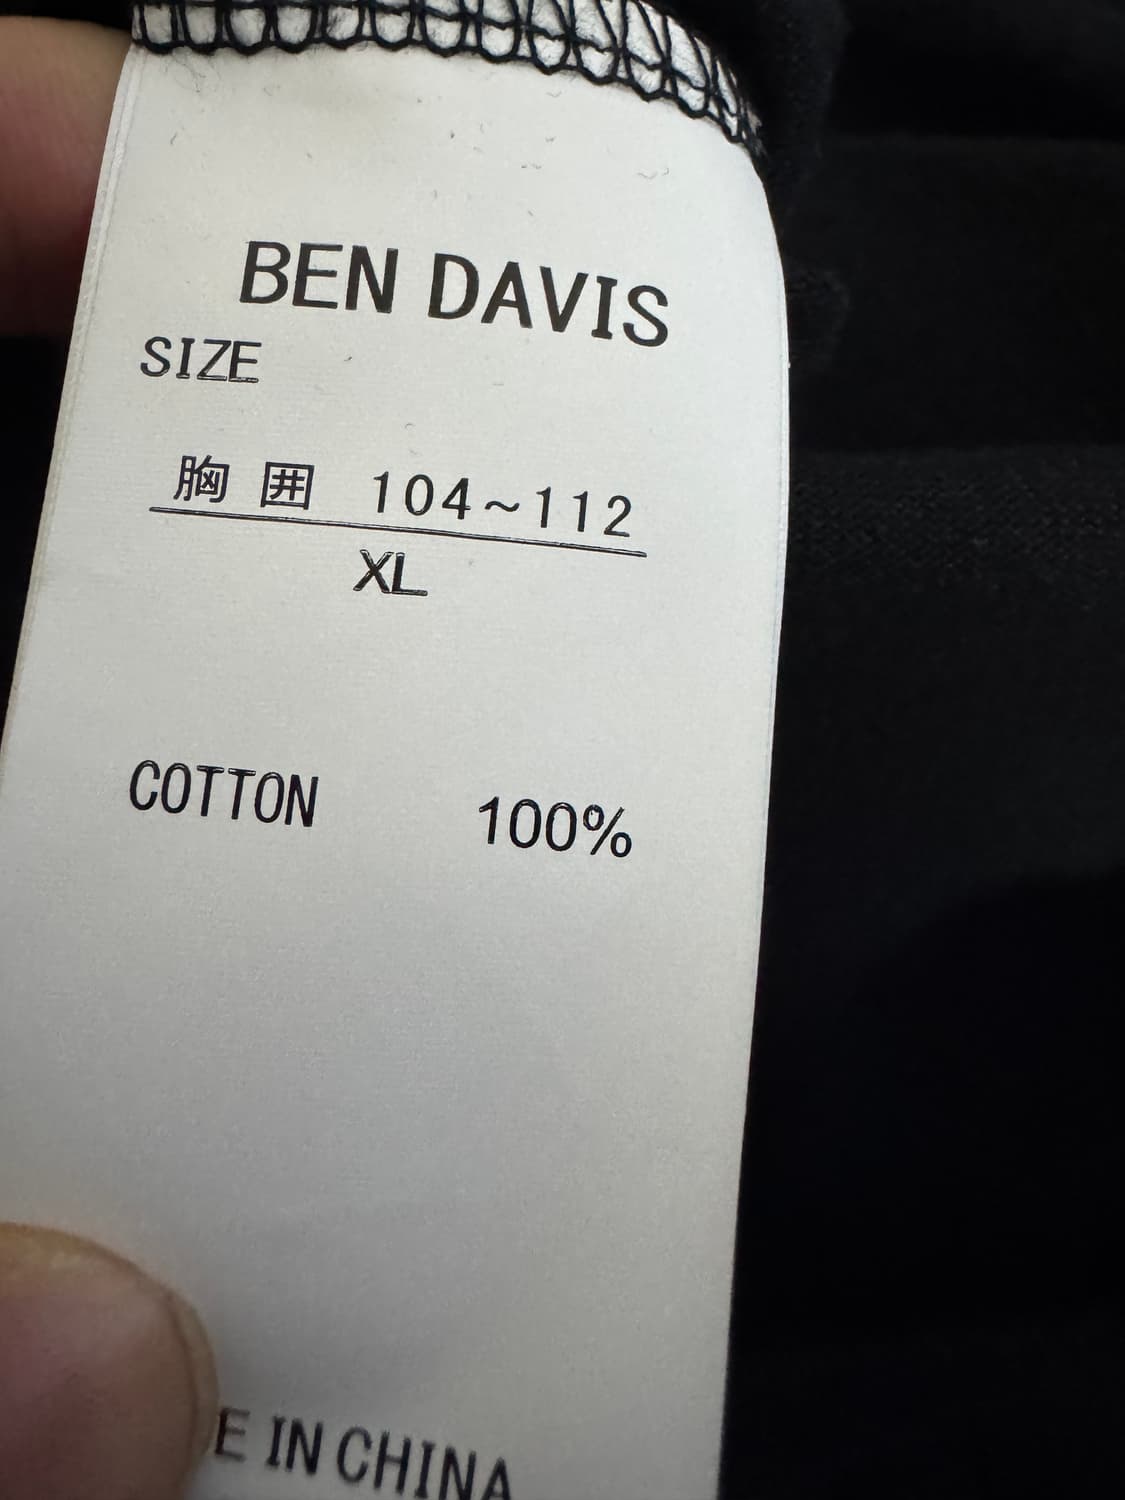 BEN DAVIS
SIZE
胸 囲 104~112
XL
COTTON 100%
E IN CHINA